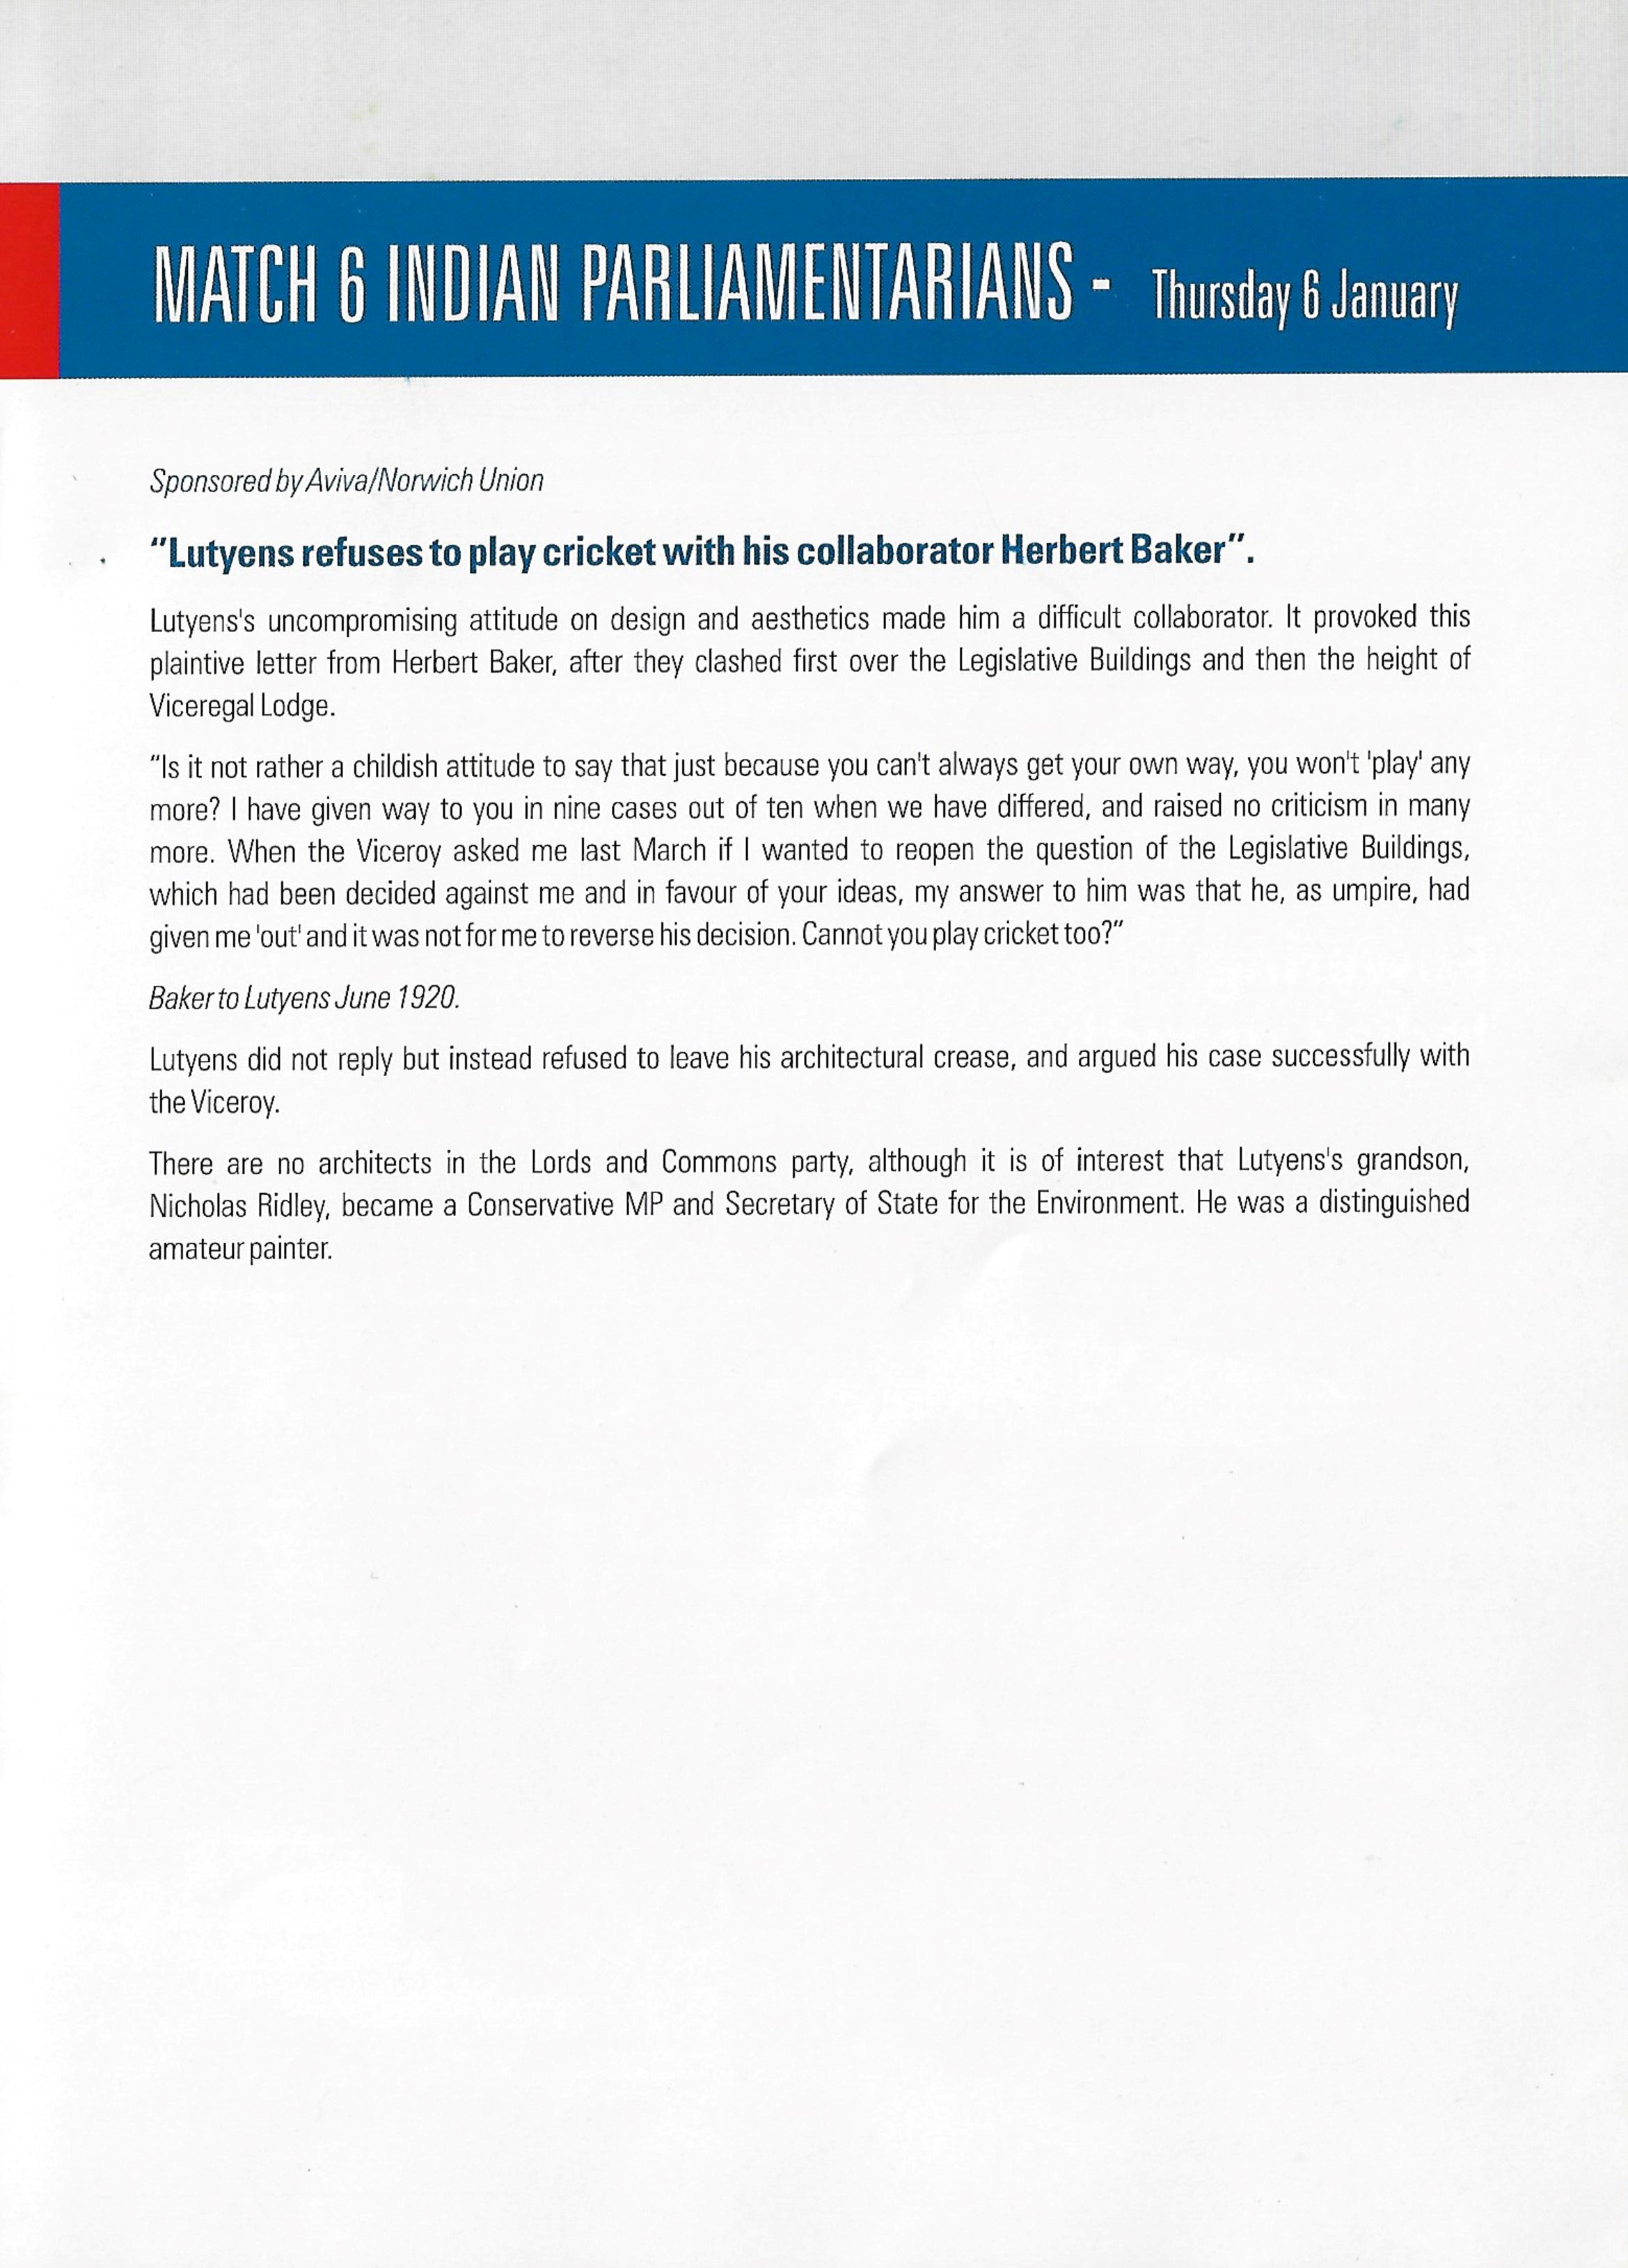 MATCH 6 INDIAN PARLIAMENTARIANS - Thursday 6 January
Sponsored by Aviva/Norwich Union
“Lutyens refuses to play cricket with his collaborator Herbert Baker”.
Lutyens's uncompromising attitude on design and aesthetics made him a difficult collaborator. It provoked this
plaintive letter from Herbert Baker, after they clashed first over the Legislative Buildings and then the height of
Viceregal Lodge.
“Is it not rather a childish attitude to say that just because you can't always get your own way, you won't 'play' any
more? I have given way to you in nine cases out of ten when we have differed, and raised no criticism in many
more. When the Viceroy asked me last March if I wanted to reopen the question of the Legislative Buildings,
which had been decided against me and in favour of your ideas, my answer to him was that he, as umpire, had
given me 'out' and it was not for me to reverse his decision. Cannot you play cricket too?”
Baker to Lutyens June 1920.
Lutyens did not reply but instead refused to leave his architectural crease, and argued his case successfully with
the Viceroy.
There are no architects in the Lords and Commons party, although it is of interest that Lutyens's grandson,
Nicholas Ridley, became a Conservative MP and Secretary of State for the Environment. He was a distinguished
amateur painter.